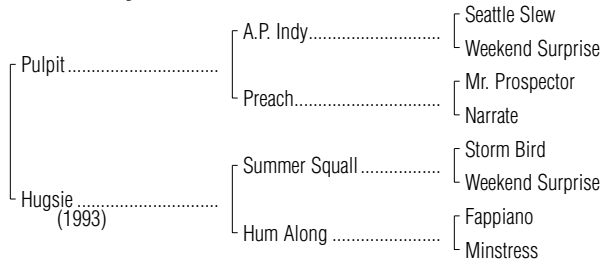 Seattle Slew
A.P. Indy
Weekend Surprise
Pulpit
Mr. Prospector
Preach
Narrate
Storm Bird
Summer Squall
Weekend Surprise
Hugsie
(1993)
Fappiano
Hum Along
Minstress